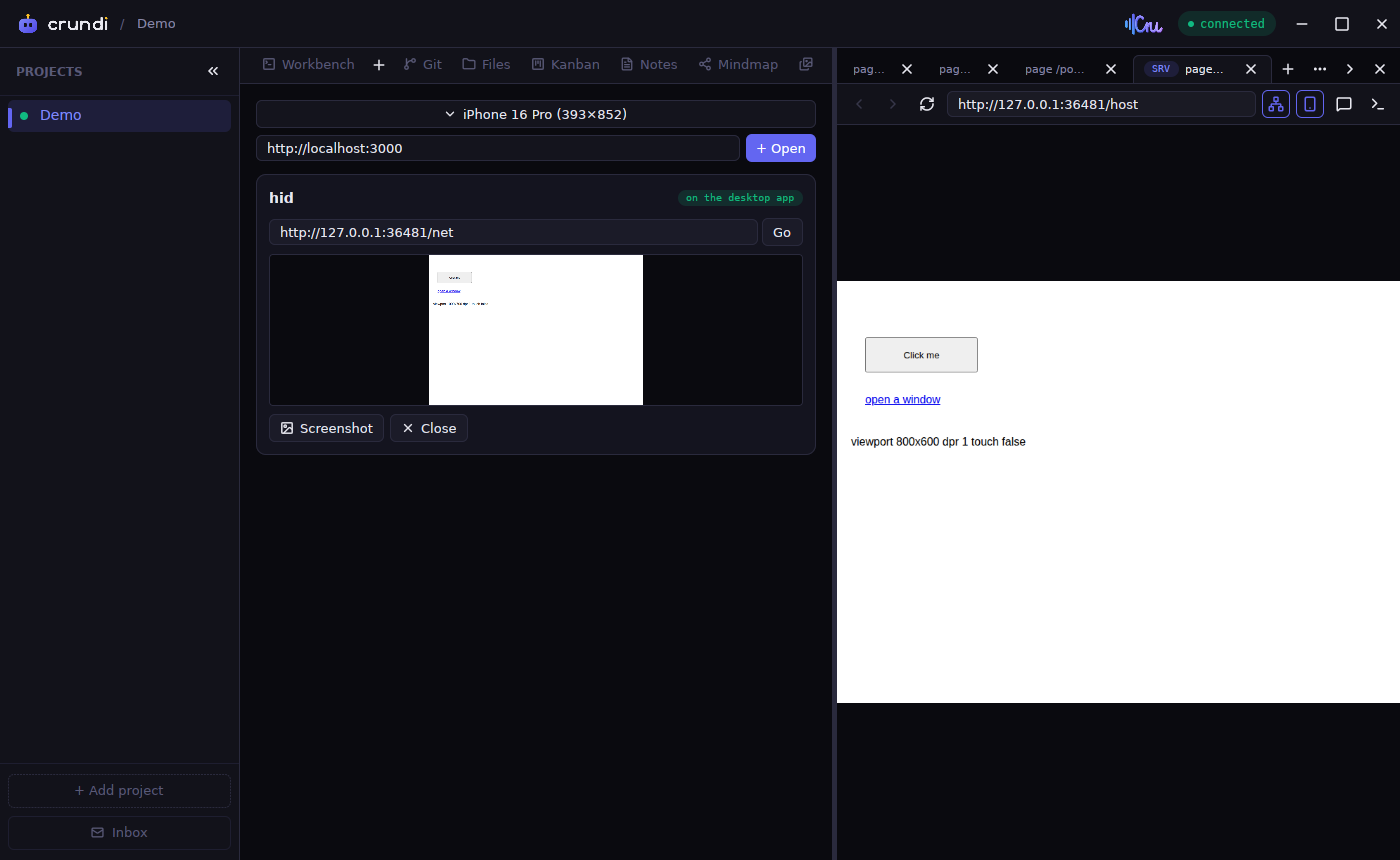 crundi / Demo
Cru
connected
PROJECTS
Demo
+ Add project
Inbox
Workbench
Git
Files
Kanban
Notes
Mindmap
iPhone 16 Pro (393×852)
http://localhost:3000
+ Open
hid
on the desktop app
http://127.0.0.1:36481/net
Go
Screenshot
Close
pag...
pag...
page /po...
SRV page...
http://127.0.0.1:36481/host
Click me
open a window
viewport 800x600 dpr 1 touch false